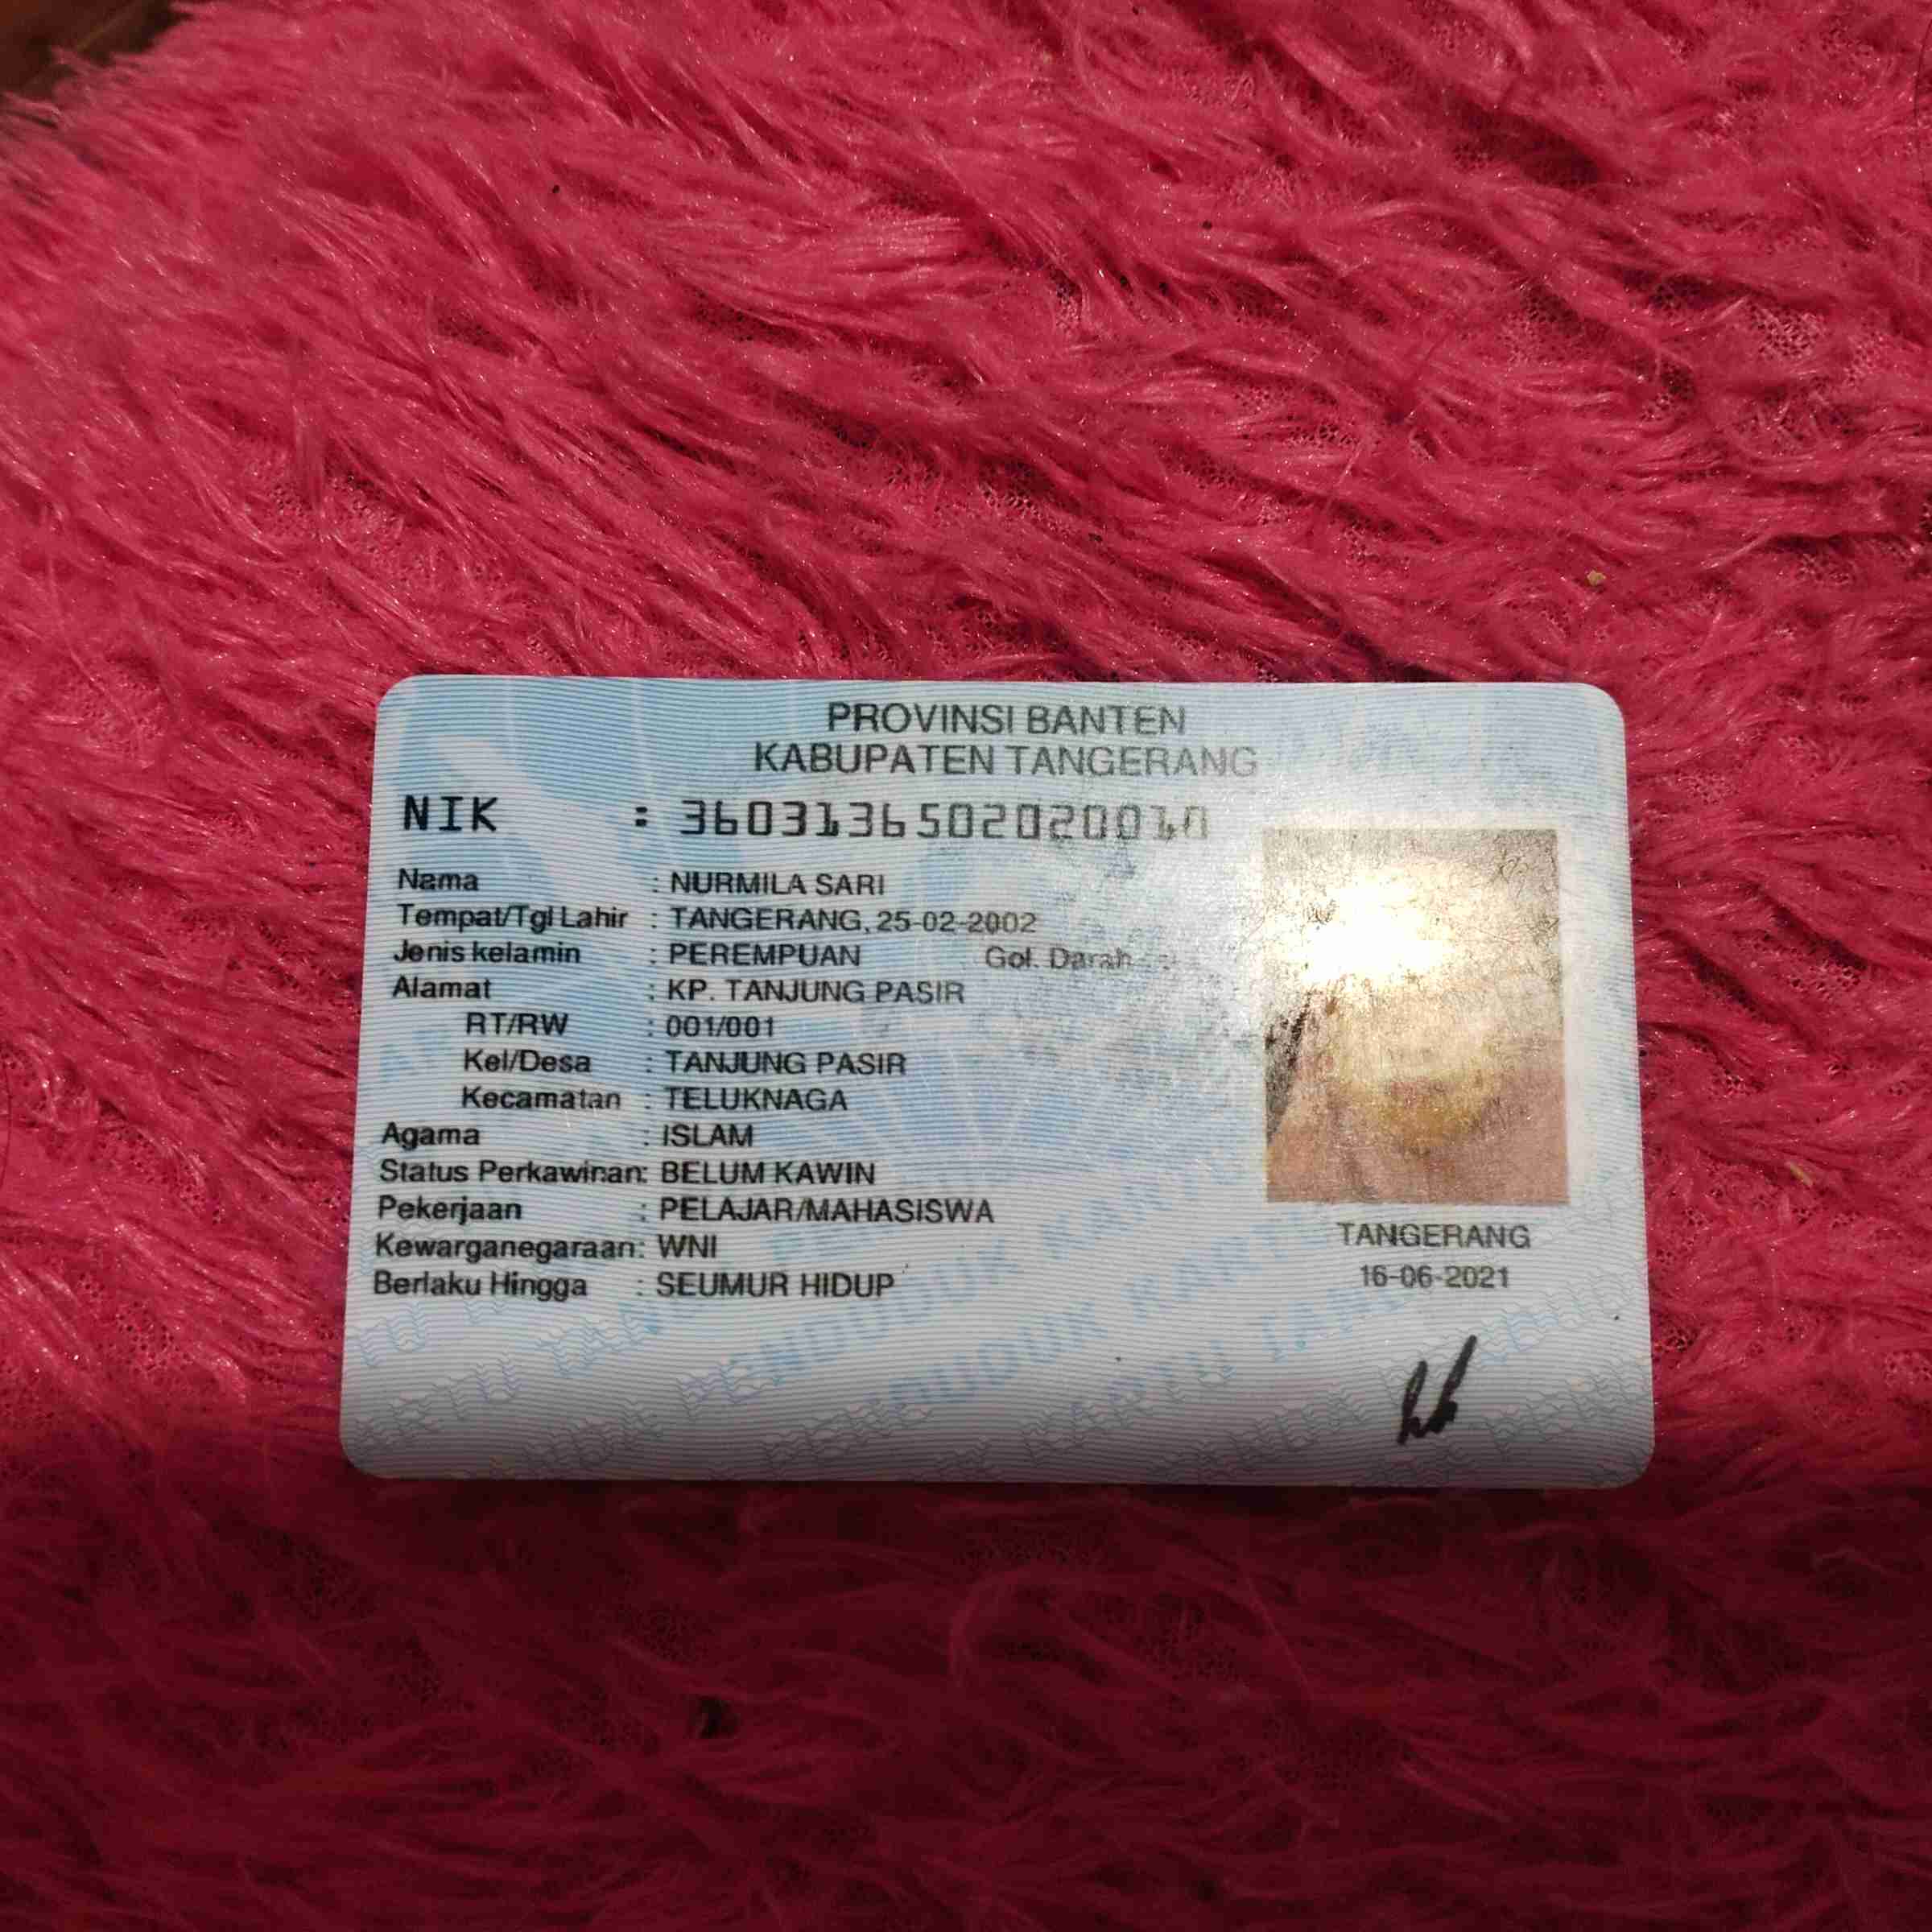 PROVINSI BANTEN
KABUPATEN TANGERANG
NIK : 3603136502020010
Nama : NURMILA SARI
Tempat/Tgl Lahir : TANGERANG, 25-02-2002
Jenis kelamin : PEREMPUAN Gol. Darah :
Alamat : KP. TANJUNG PASIR
RT/RW : 001/001
Kel/Desa : TANJUNG PASIR
Kecamatan : TELUKNAGA
Agama : ISLAM
Status Perkawinan: BELUM KAWIN
Pekerjaan : PELAJAR/MAHASISWA
Kewarganegaraan: WNI
Berlaku Hingga : SEUMUR HIDUP
TANGERANG
16-06-2021